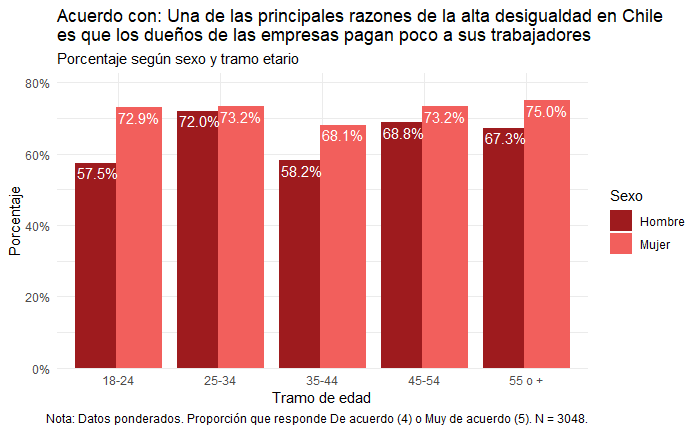 Acuerdo con: Una de las principales razones de la alta desigualdad en Chile
es que los dueños de las empresas pagan poco a sus trabajadores
Porcentaje según sexo y tramo etario
Porcentaje
80%
60%
40%
20%
0%
57.5%
72.9%
72.0%
73.2%
58.2%
68.1%
68.8%
73.2%
67.3%
75.0%
18-24
25-34
35-44
45-54
55 o +
Tramo de edad
Sexo
Hombre
Mujer
Nota: Datos ponderados. Proporción que responde De acuerdo (4) o Muy de acuerdo (5). N = 3048.